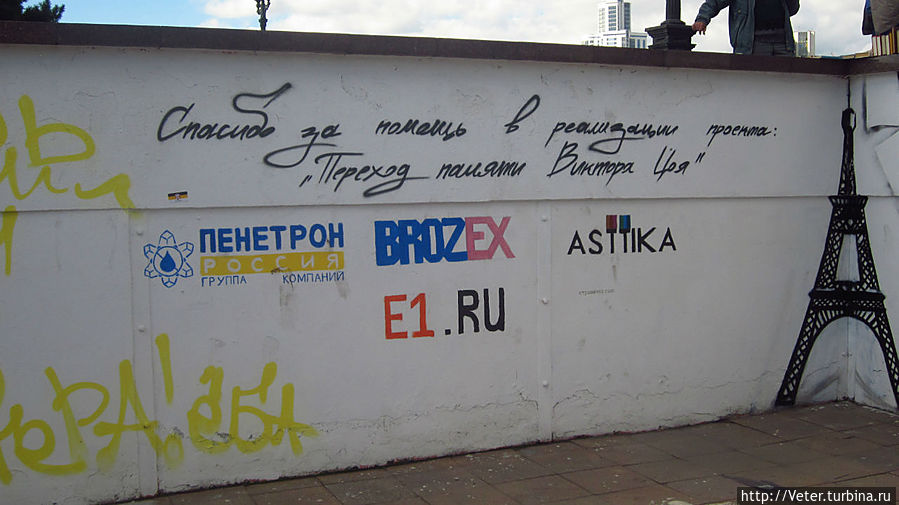 Спасибо за помощь в реализации проекта:
"Переход памяти Виктора Цоя"
ПЕНЕТРОН
РОССИЯ
ГРУППА КОМПАНИЙ
BROZEX
ASTTIKA
E1.RU
http://Veter.turbina.ru